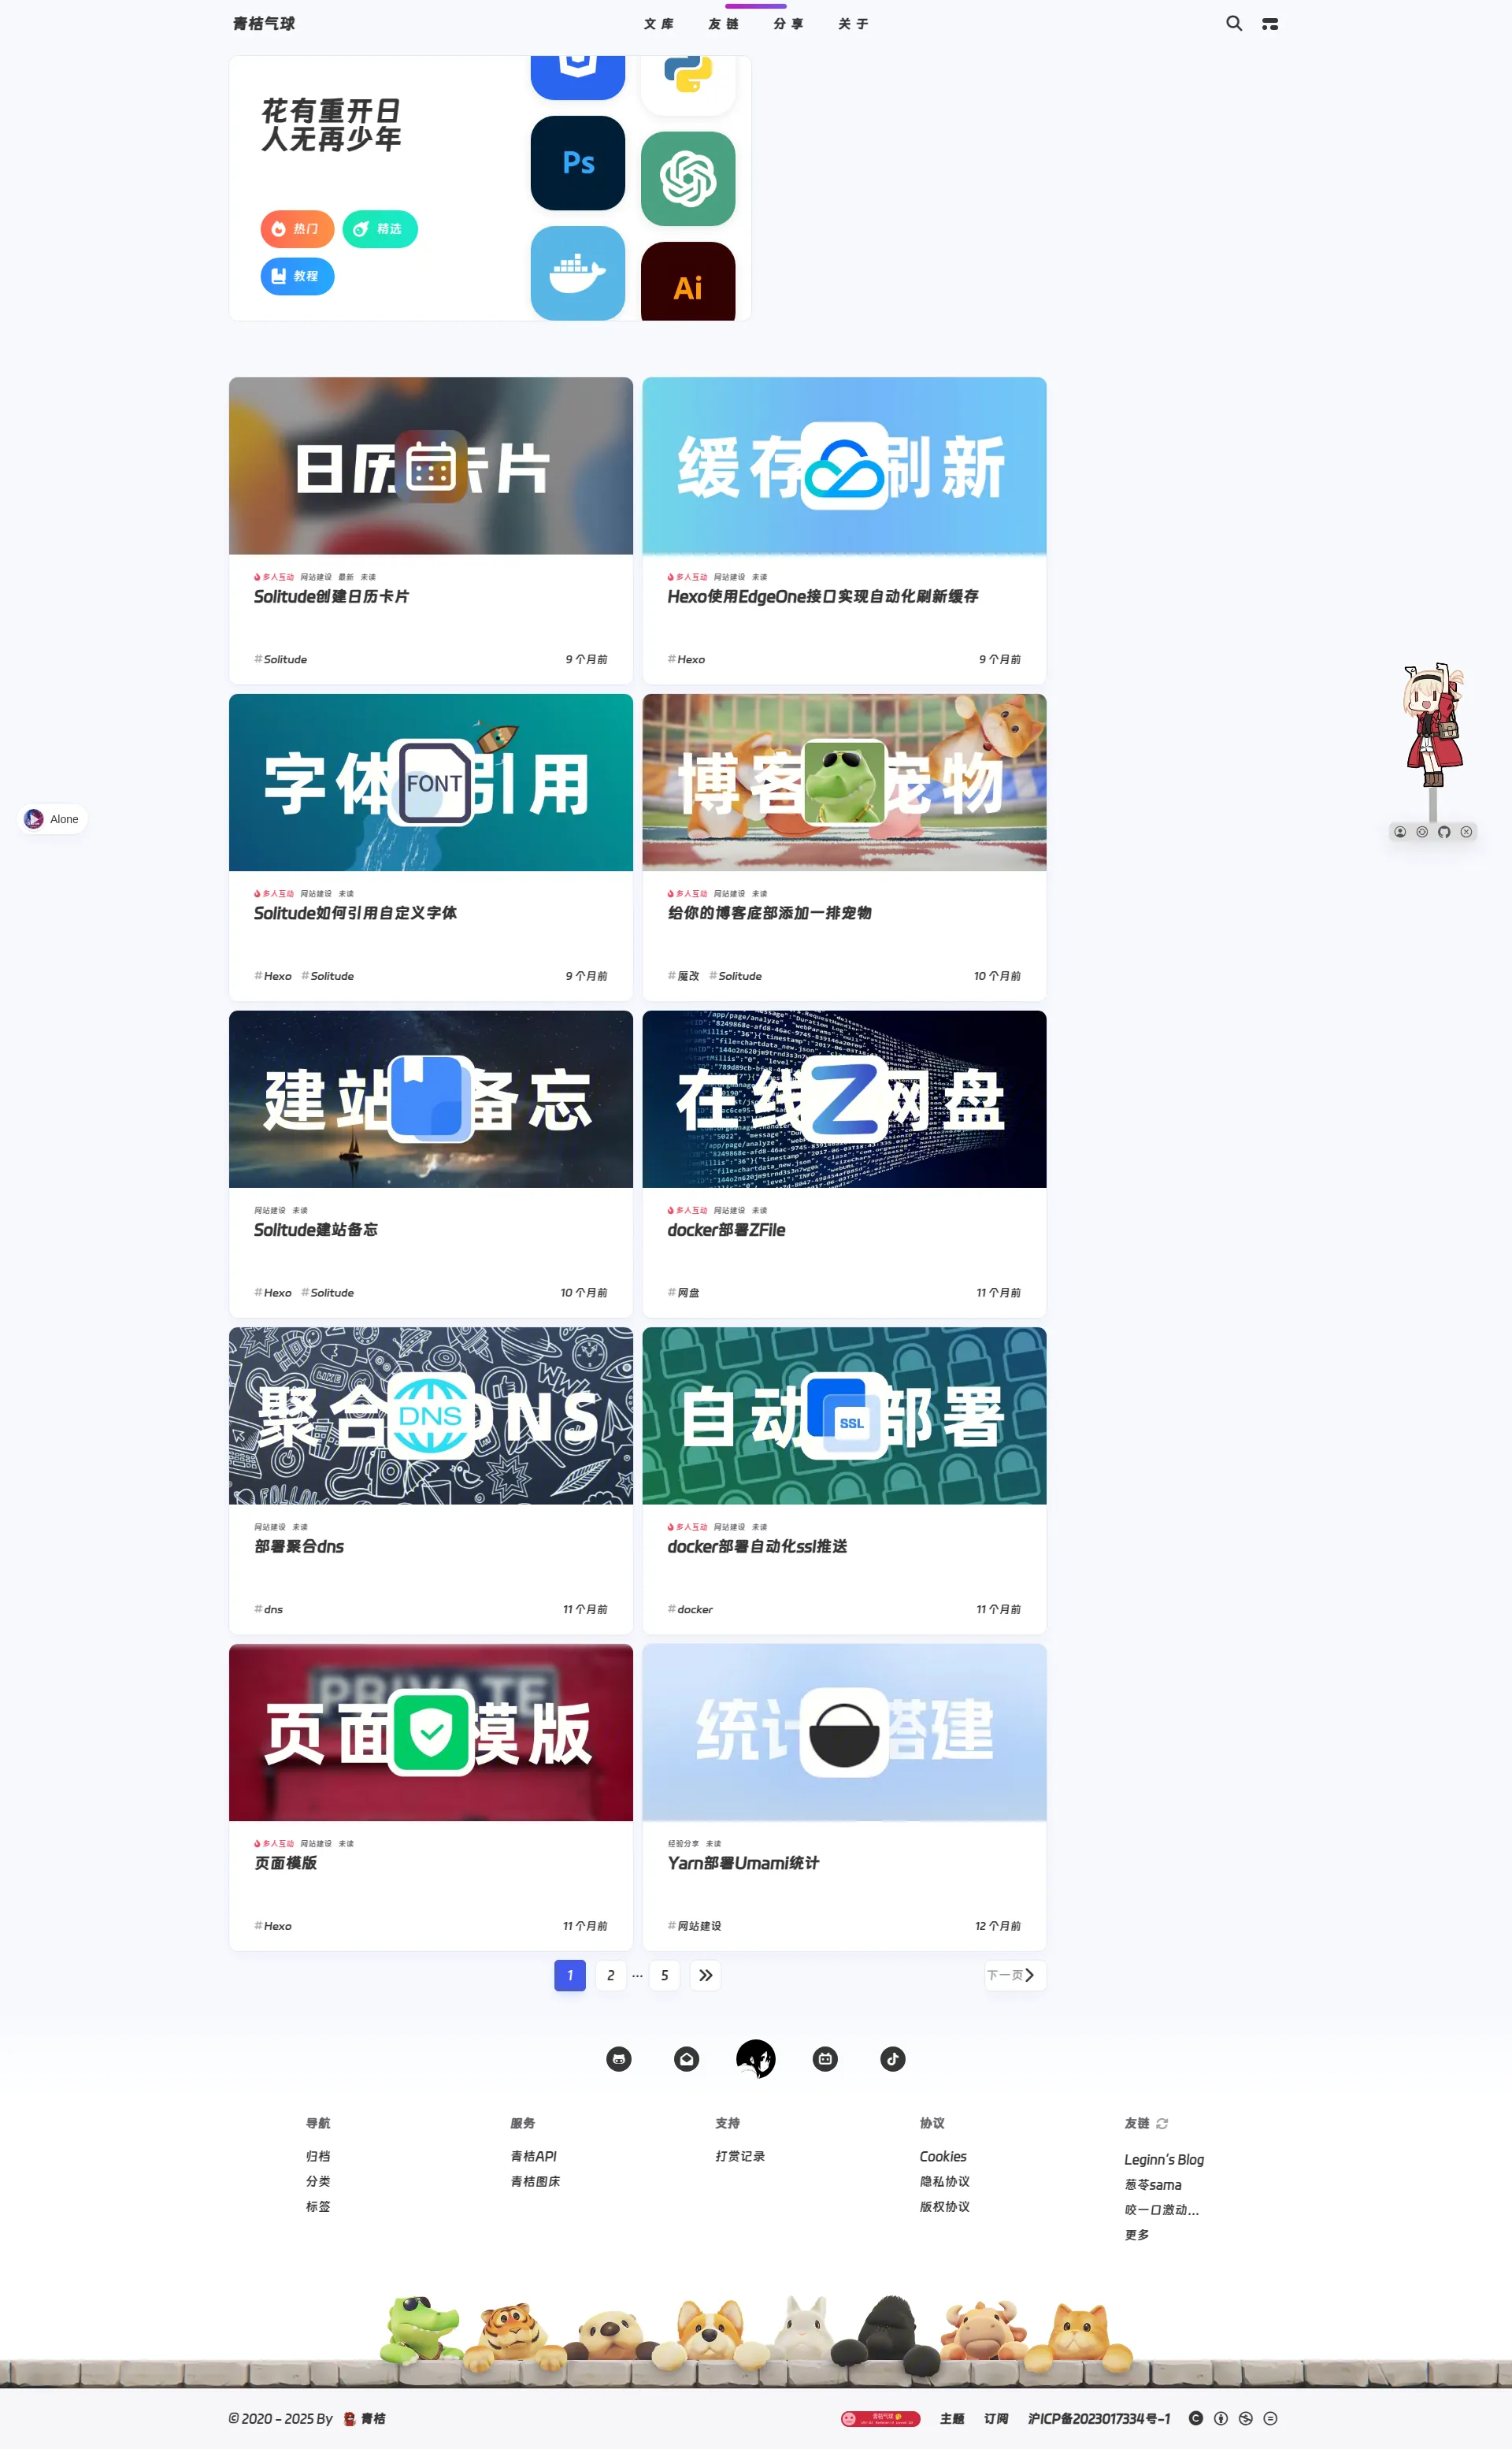 青桔气球
文库
友链
分享
关于
花有重开日
人无再少年
Ps
Ai
热门
精选
教程
日历卡片
缓存刷新
多人互动 网站建设 最新 未读
Solitude创建日历卡片
#Solitude
9 个月前
多人互动 网站建设 未读
Hexo使用EdgeOne接口实现自动化刷新缓存
#Hexo
9 个月前
字体引用
FONT
博客宠物
Alone
多人互动 网站建设 未读
Solitude如何引用自定义字体
#Hexo #Solitude
9 个月前
多人互动 网站建设 未读
给你的博客底部添加一排宠物
#魔改 #Solitude
10 个月前
建站备忘
在线网盘
网站建设 未读
Solitude建站备忘
#Hexo #Solitude
10 个月前
多人互动 网站建设 未读
docker部署ZFile
#网盘
11 个月前
聚合DNS
DNS
LIKE
FOLLOW
自动部署
SSL
网站建设 未读
部署聚合dns
#dns
11 个月前
多人互动 网站建设 未读
docker部署自动化ssl推送
#docker
11 个月前
PRIVATE
页面模版
统计搭建
多人互动 网站建设 未读
页面模版
#Hexo
11 个月前
经验分享 未读
Yarn部署Umami统计
#网站建设
12 个月前
1
2
…
5
下一页
导航
归档
分类
标签
服务
青桔API
青桔图床
支持
打赏记录
协议
Cookies
隐私协议
版权协议
友链
Leginn's Blog
葱苓sama
咬一口激动...
更多
© 2020 - 2025 By 青桔
青桔气球
主题
订阅
沪ICP备2023017334号-1